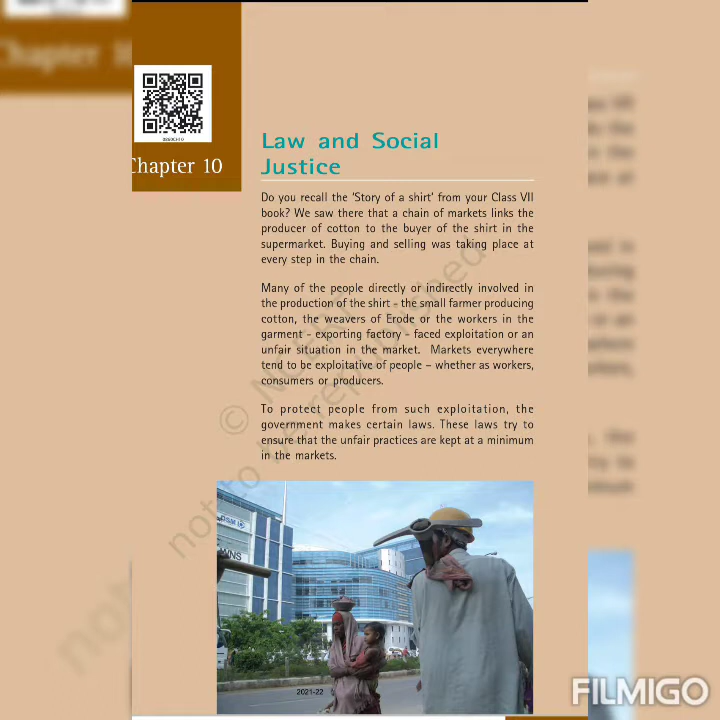 Chapter 10
Law and Social
Justice
Do you recall the ‘Story of a shirt’ from your Class VII
book? We saw there that a chain of markets links the
producer of cotton to the buyer of the shirt in the
supermarket. Buying and selling was taking place at
every step in the chain.
Many of the people directly or indirectly involved in
the production of the shirt - the small farmer producing
cotton, the weavers of Erode or the workers in the
garment - exporting factory - faced exploitation or an
unfair situation in the market. Markets everywhere
tend to be exploitative of people – whether as workers,
consumers or producers.
To protect people from such exploitation, the
government makes certain laws. These laws try to
ensure that the unfair practices are kept at a minimum
in the markets.
© NCERT
not to be republished
WNS
2021-22
FILMIGO